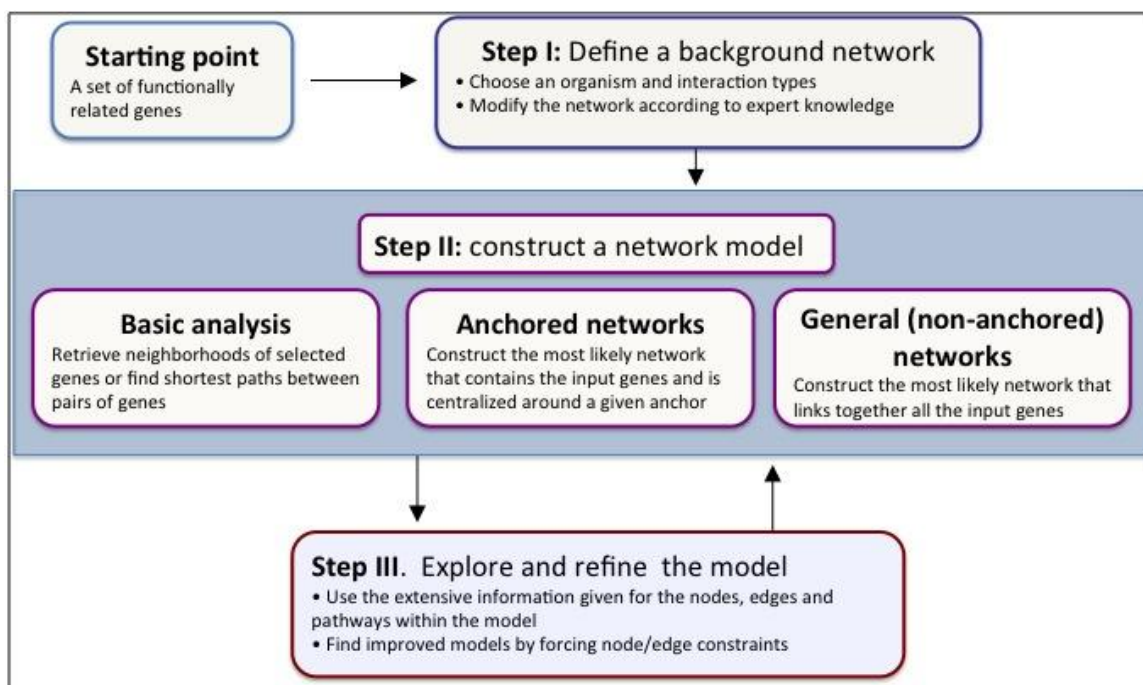 Starting point
A set of functionally
related genes
Step I: Define a background network
• Choose an organism and interaction types
• Modify the network according to expert knowledge
Step II: construct a network model
Basic analysis
Retrieve neighborhoods of selected
genes or find shortest paths between
pairs of genes
Anchored networks
Construct the most likely network
that contains the input genes and is
centralized around a given anchor
General (non-anchored)
networks
Construct the most likely network that
links together all the input genes
Step III. Explore and refine the model
• Use the extensive information given for the nodes, edges and
pathways within the model
• Find improved models by forcing node/edge constraints